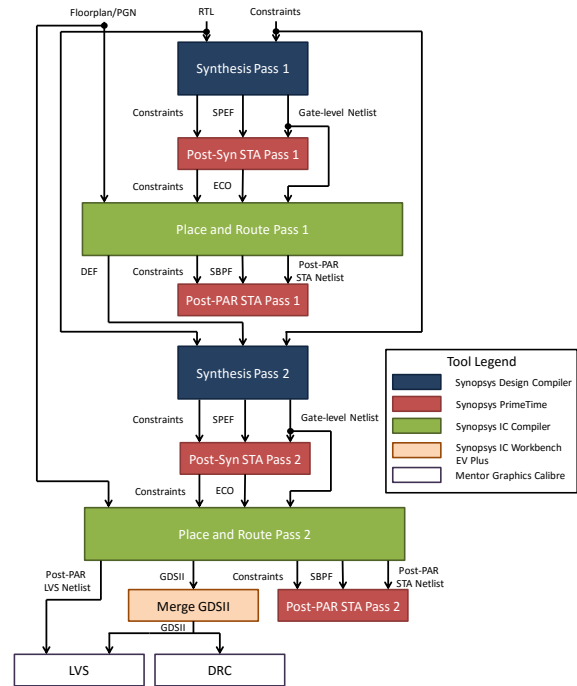 Floorplan/PGN
RTL
Constraints
Synthesis Pass 1
Constraints
SPEF
Gate-level Netlist
Post-Syn STA Pass 1
Constraints
ECO
Place and Route Pass 1
DEF
Constraints
SBPF
Post-PAR
STA Netlist
Post-PAR STA Pass 1
Synthesis Pass 2
Constraints
SPEF
Gate-level Netlist
Post-Syn STA Pass 2
Constraints
ECO
Place and Route Pass 2
Post-PAR
LVS Netlist
GDSII
Constraints
SBPF
Post-PAR
STA Netlist
Merge GDSII
Post-PAR STA Pass 2
GDSII
LVS
DRC
Tool Legend
Synopsys Design Compiler
Synopsys PrimeTime
Synopsys IC Compiler
Synopsys IC Workbench
EV Plus
Mentor Graphics Calibre